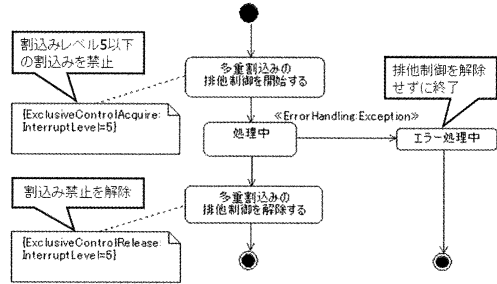 割込みレベル5以下
の割込みを禁止
多重割込みの
排他制御を開始する
排他制御を解除
せずに終了
{ExclusiveControlAcquire:
InterruptLevel=5}
≪ErrorHandling:Exception≫
処理中
エラー処理中
割込み禁止を解除
多重割込みの
排他制御を解除する
{ExclusiveControlRelease:
InterruptLevel=5}